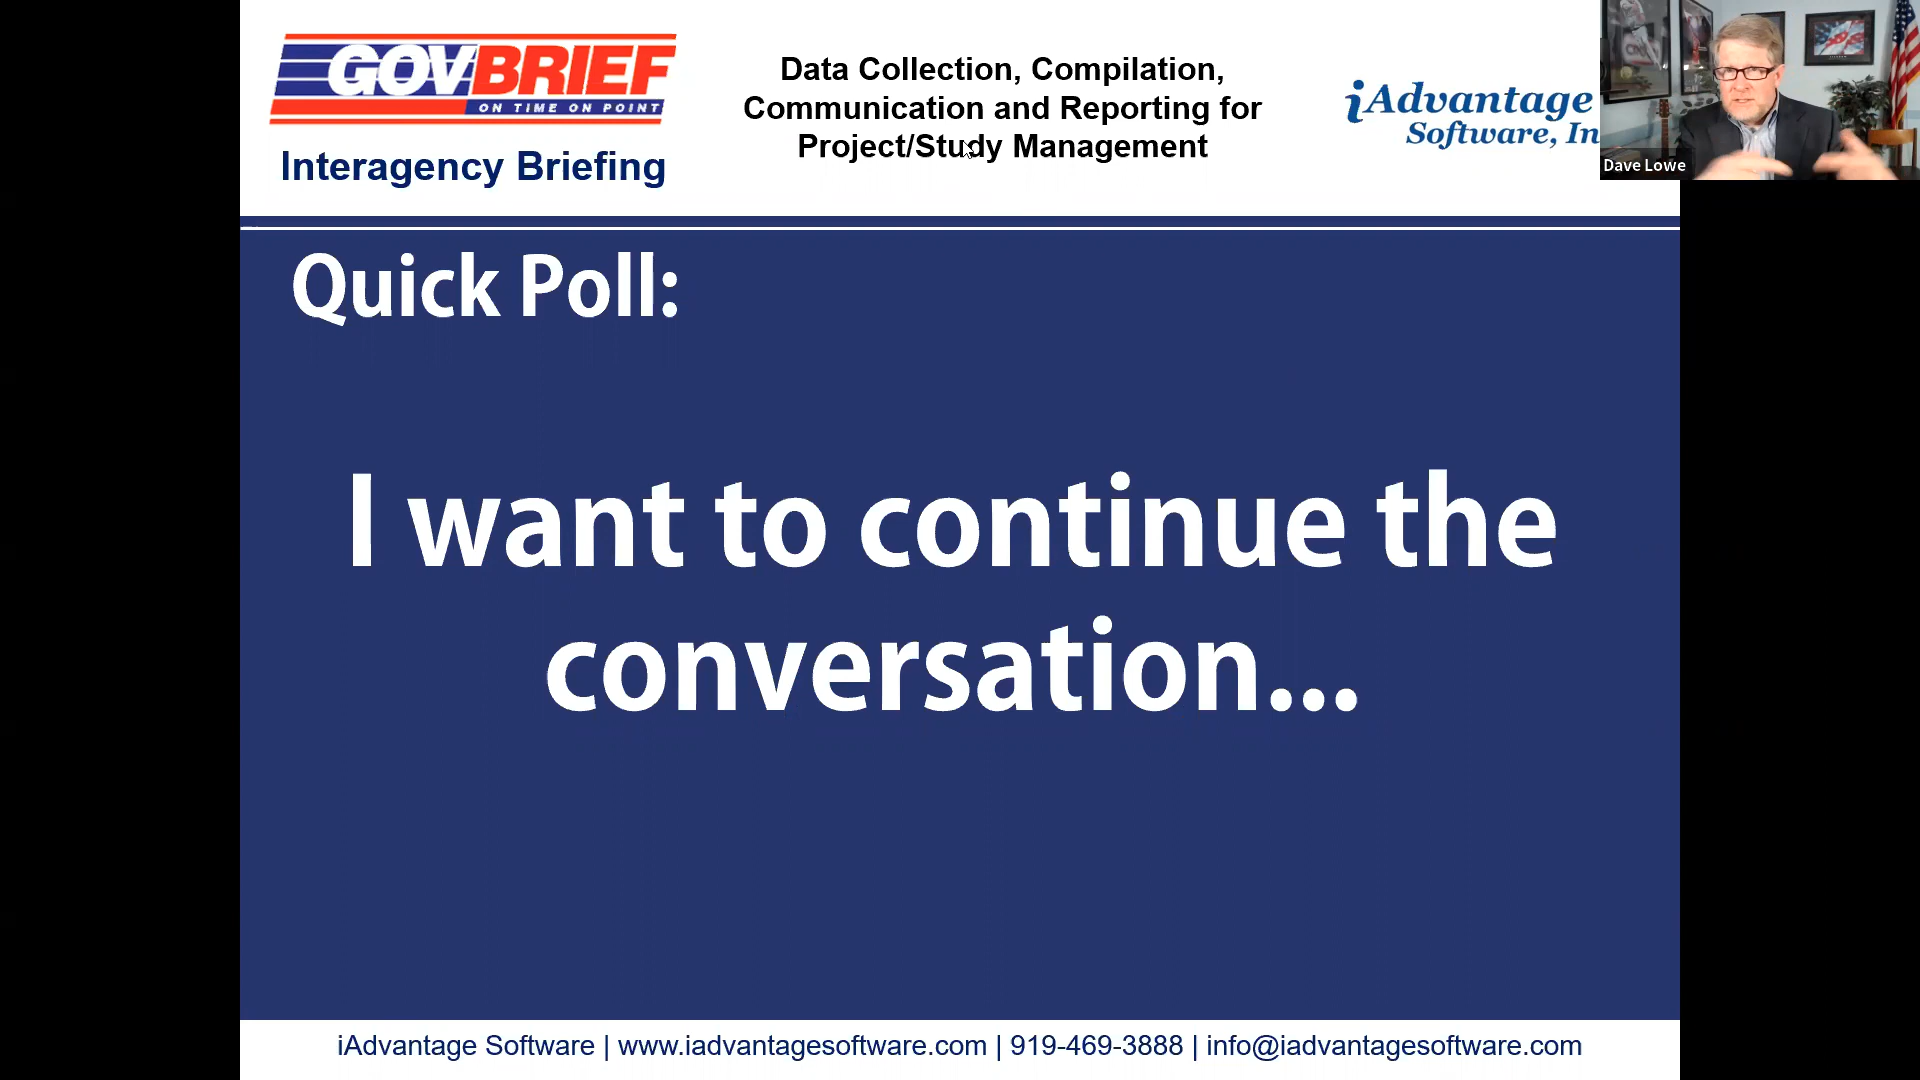 GOVBRIEF
ON TIME ON POINT
Interagency Briefing
Data Collection, Compilation,
Communication and Reporting for
Project/Study Management
iAdvantage
Software, In
Dave Lowe
Quick Poll:
I want to continue the
conversation...
iAdvantage Software | www.iadvantagesoftware.com | 919-469-3888 | info@iadvantagesoftware.com